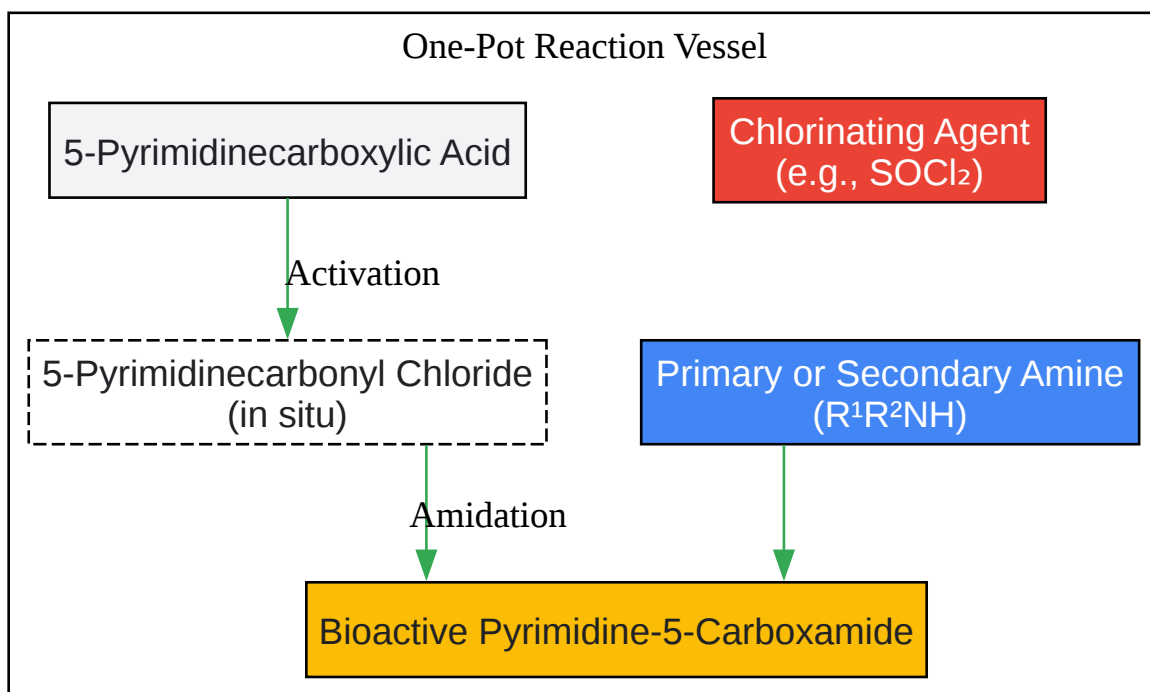 One-Pot Reaction Vessel
5-Pyrimidinecarboxylic Acid
Chlorinating Agent
(e.g., SOCl₂)
Activation
5-Pyrimidinecarbonyl Chloride
(in situ)
Primary or Secondary Amine
(R¹R²NH)
Amidation
Bioactive Pyrimidine-5-Carboxamide